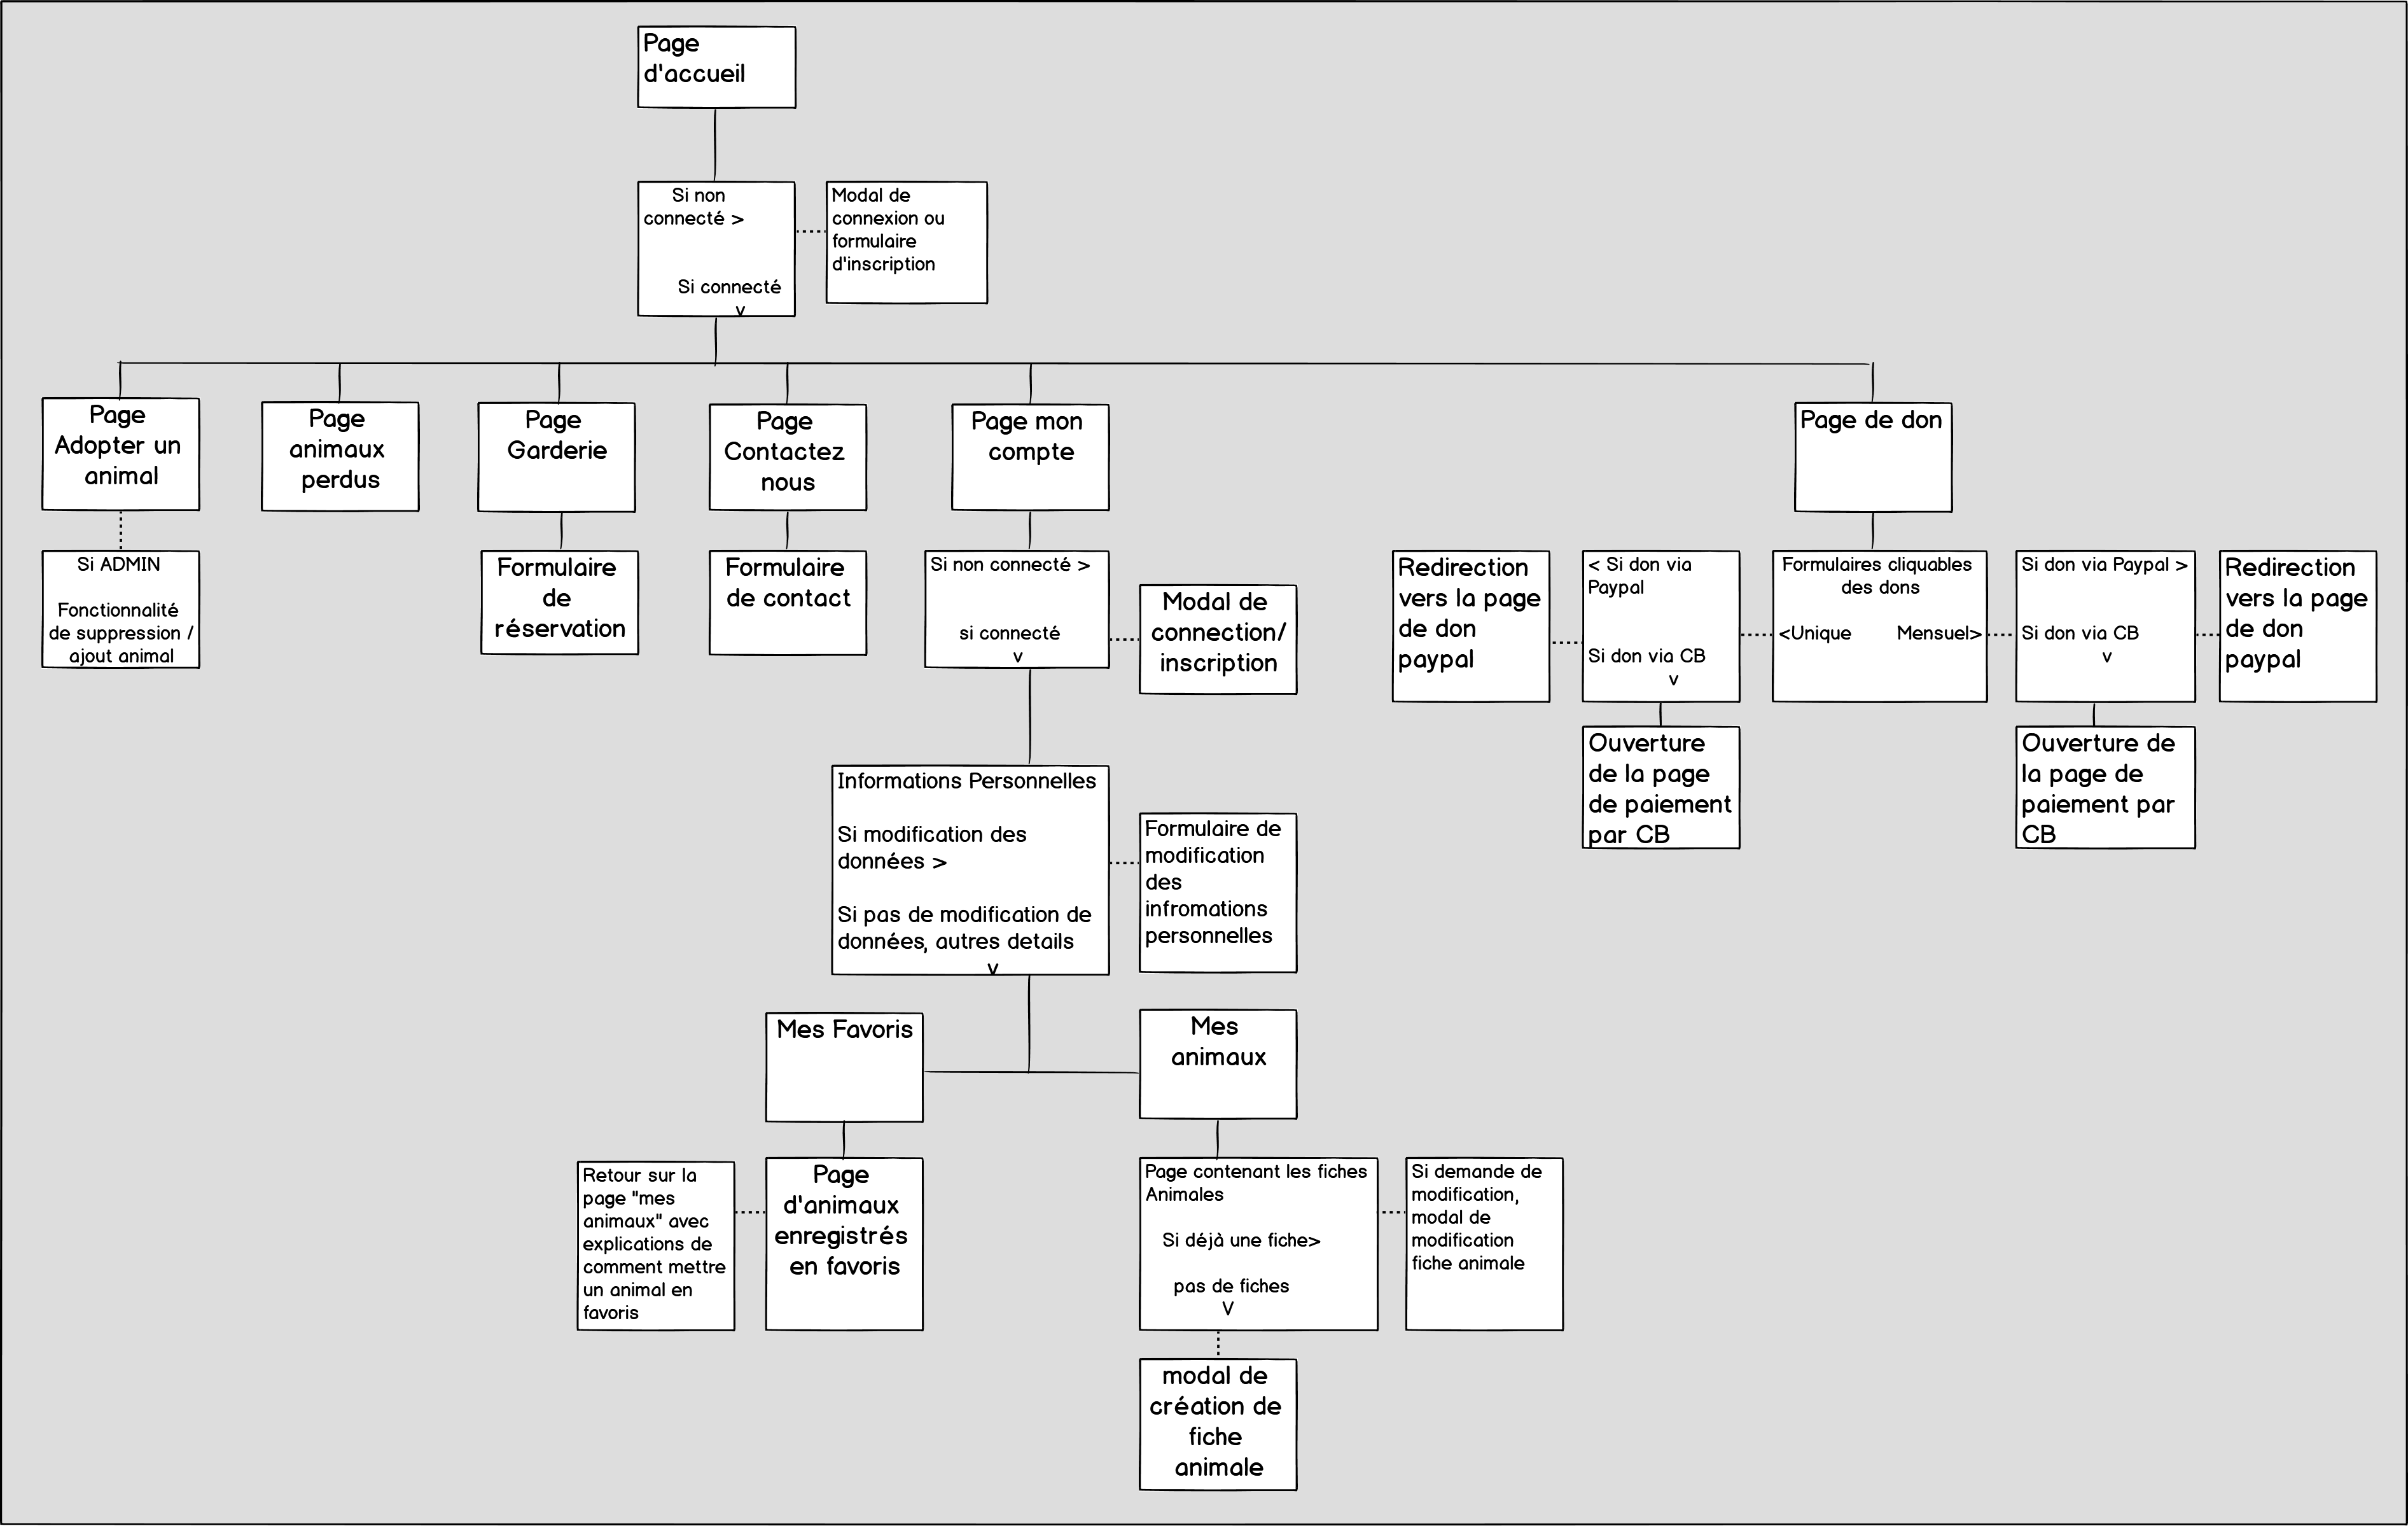 Page
d'accueil
Si non
connecté >
Si connecté
v
Modal de
connexion ou
formulaire
d'inscription
Page
Adopter un
animal
Page
animaux
perdus
Page
Garderie
Page
Contactez
nous
Page mon
compte
Page de don
Si ADMIN
Fonctionnalité
de suppression /
ajout animal
Formulaire
de
réservation
Formulaire
de contact
Si non connecté >
si connecté
v
Modal de
connection/
inscription
Redirection
vers la page
de don
paypal
< Si don via
Paypal
Si don via CB
v
Formulaires cliquables
des dons
<Unique Mensuel>
Si don via Paypal >
Si don via CB
v
Redirection
vers la page
de don
paypal
Ouverture
de la page
de paiement
par CB
Ouverture de
la page de
paiement par
CB
Informations Personnelles
Si modification des
données >
Si pas de modification de
données, autres details
v
Formulaire de
modification
des
infromations
personnelles
Mes Favoris
Mes
animaux
Retour sur la
page "mes
animaux" avec
explications de
comment mettre
un animal en
favoris
Page
d'animaux
enregistrés
en favoris
Page contenant les fiches
Animales
Si déjà une fiche>
pas de fiches
V
Si demande de
modification,
modal de
modification
fiche animale
modal de
création de
fiche
animale